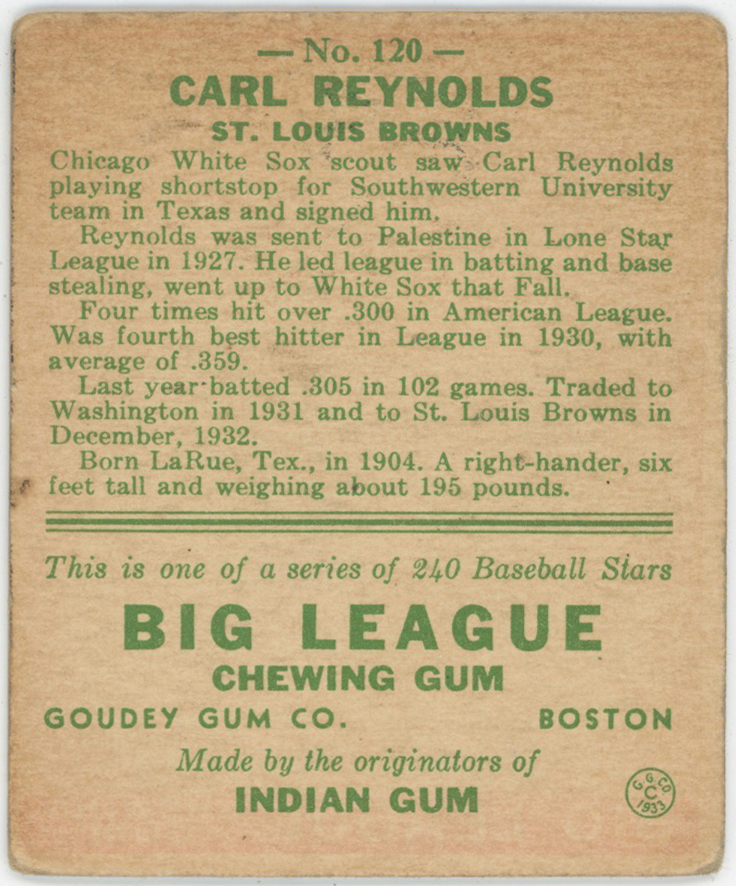 — No. 120 —
CARL REYNOLDS
ST. LOUIS BROWNS
Chicago White Sox scout saw Carl Reynolds
playing shortstop for Southwestern University
team in Texas and signed him.
Reynolds was sent to Palestine in Lone Star
League in 1927. He led league in batting and base
stealing, went up to White Sox that Fall.
Four times hit over .300 in American League.
Was fourth best hitter in League in 1930, with
average of .359.
Last year batted .305 in 102 games. Traded to
Washington in 1931 and to St. Louis Browns in
December, 1932.
Born LaRue, Tex., in 1904. A right-hander, six
feet tall and weighing about 195 pounds.
This is one of a series of 240 Baseball Stars
BIG LEAGUE
CHEWING GUM
GOUDEY GUM CO. BOSTON
Made by the originators of
INDIAN GUM
G. G. CO.
C
1933